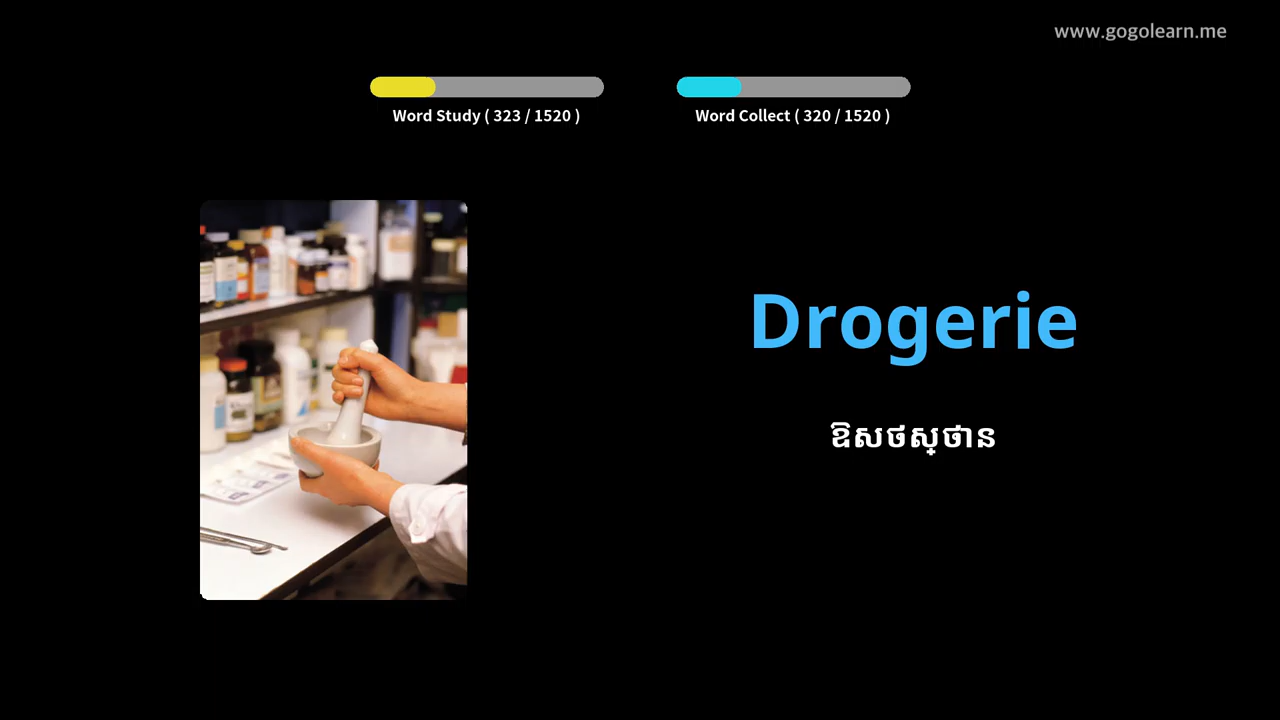 www.gogolearn.me
Word Study ( 323 / 1520 )
Word Collect ( 320 / 1520 )
Drogerie
ឱសថស្ថាន